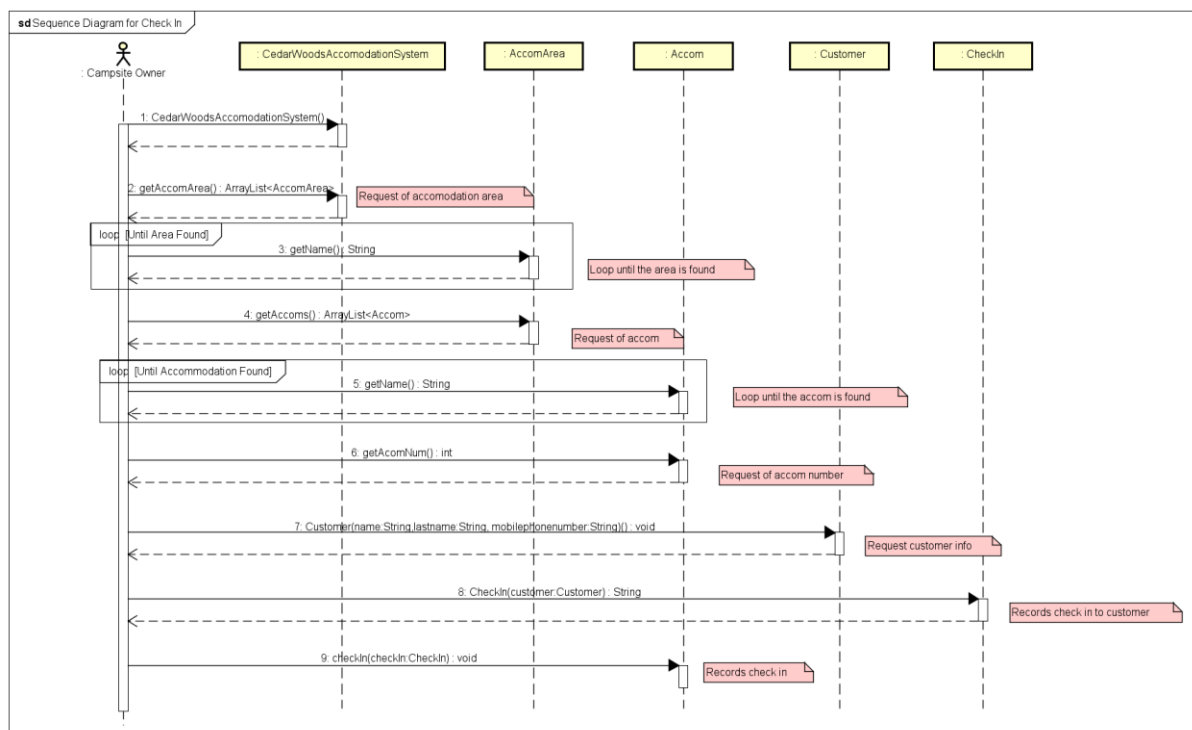 sd Sequence Diagram for Check In
: Campsite Owner
: CedarWoodsAccomodationSystem
: AccomArea
: Accom
: Customer
: CheckIn
1: CedarWoodsAccomodationSystem()
2: getAccomArea() : ArrayList<AccomArea>
Request of accomodation area
loop [Until Area Found]
3: getName() : String
Loop until the area is found
4: getAccoms() : ArrayList<Accom>
Request of accom
loop [Until Accommodation Found]
5: getName() : String
Loop until the accom is found
6: getAcomNum() : int
Request of accom number
7: Customer(name:String,lastname:String, mobilephonenumber:String)() : void
Request customer info
8: CheckIn(customer:Customer) : String
Records check in to customer
9: checkIn(checkIn:CheckIn) : void
Records check in